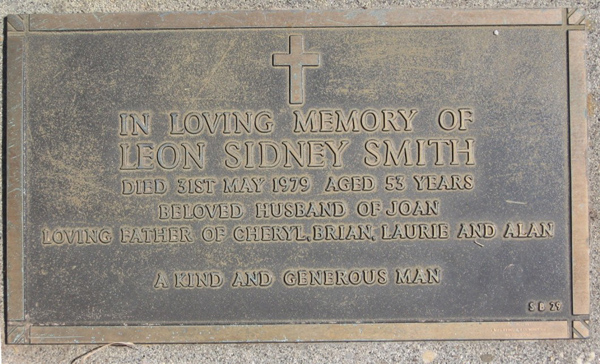 IN LOVING MEMORY OF
LEON SIDNEY SMITH
DIED 31ST MAY 1979 AGED 53 YEARS
BELOVED HUSBAND OF JOAN
LOVING FATHER OF CHERYL, BRIAN, LAURIE AND ALAN
A KIND AND GENEROUS MAN